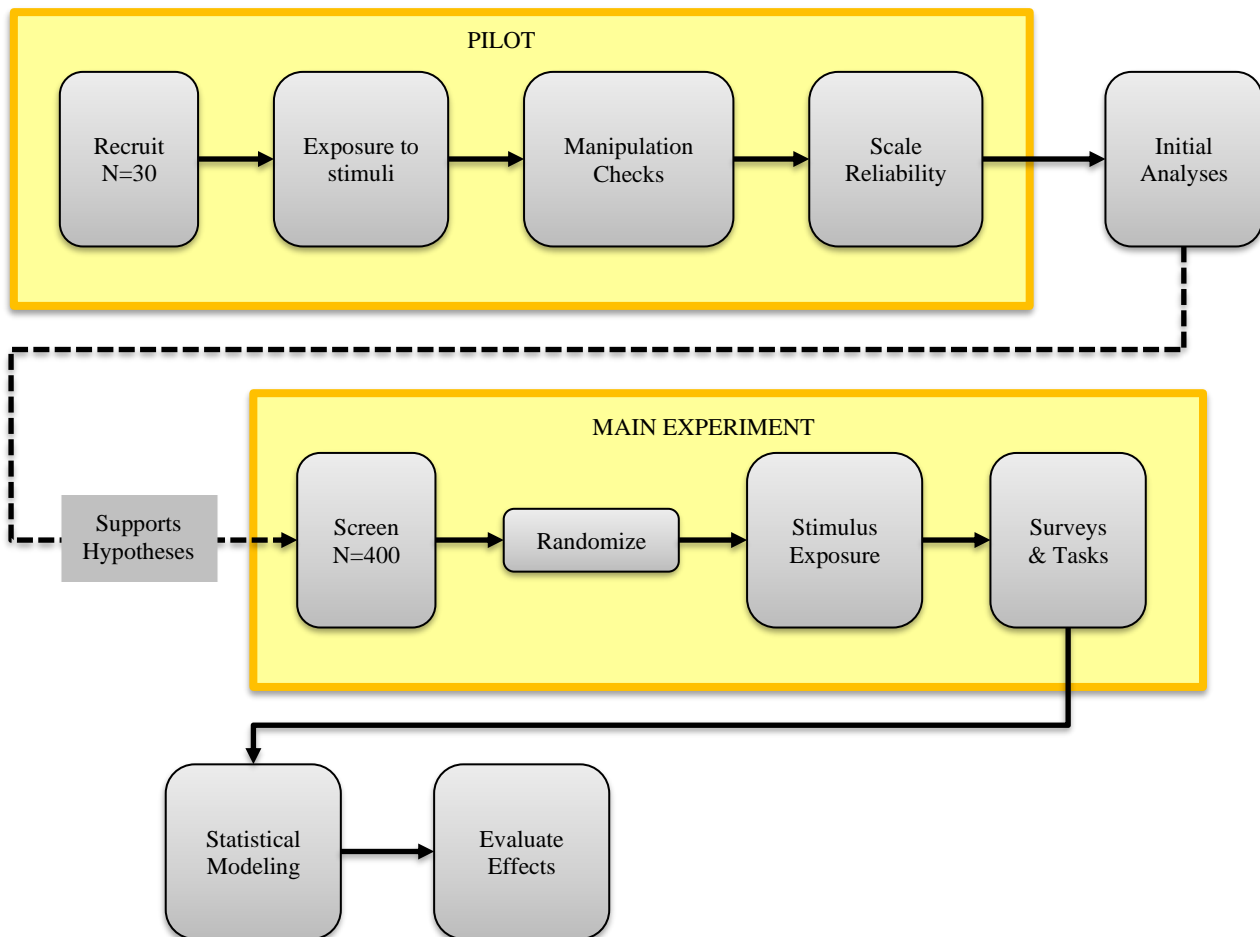 PILOT
Recruit
N=30
Exposure to
stimuli
Manipulation
Checks
Scale
Reliability
Initial
Analyses
MAIN EXPERIMENT
Supports
Hypotheses
Screen
N=400
Randomize
Stimulus
Exposure
Surveys
& Tasks
Statistical
Modeling
Evaluate
Effects